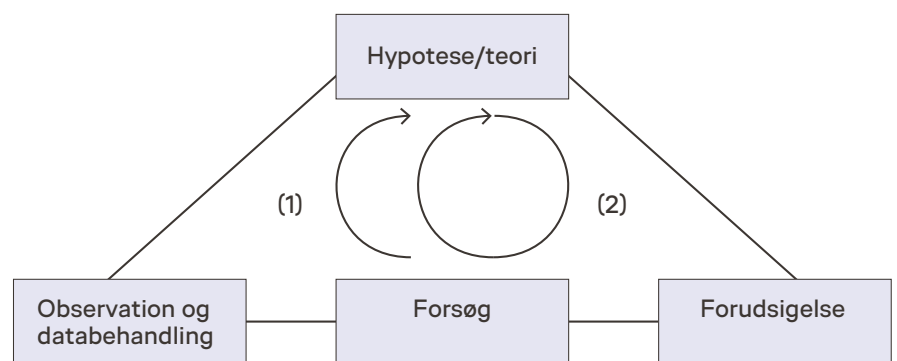 Hypotese/teori
(1)
(2)
Observation og
databehandling
Forsøg
Forudsigelse